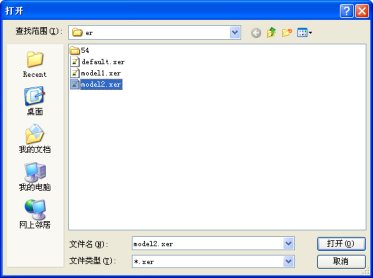 打开
查找范围(I):
er
54
default.xer
model1.xer
model2.xer
Recent
桌面
我的文档
我的电脑
网上邻居
文件名(N):
model2.xer
打开(O)
文件类型(T):
*.xer
取消